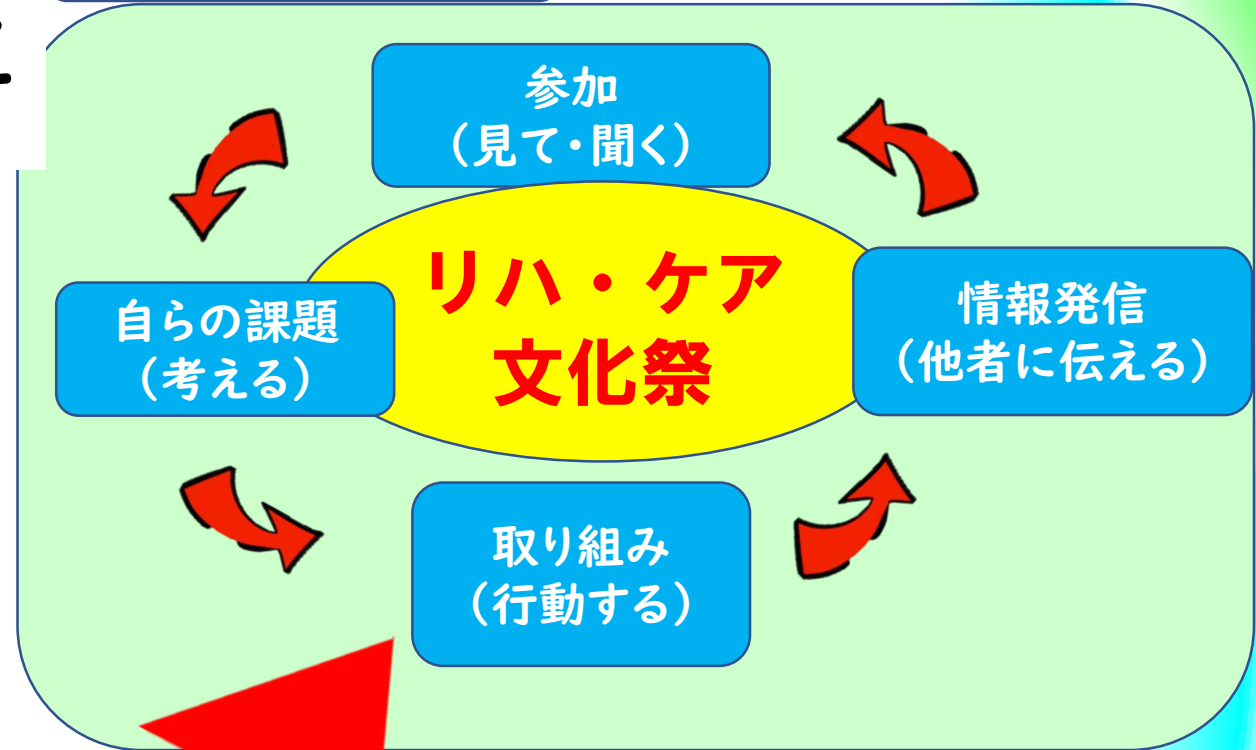 参加
（見て・聞く）
リハ・ケア
文化祭
自らの課題
（考える）
情報発信
（他者に伝える）
取り組み
（行動する）